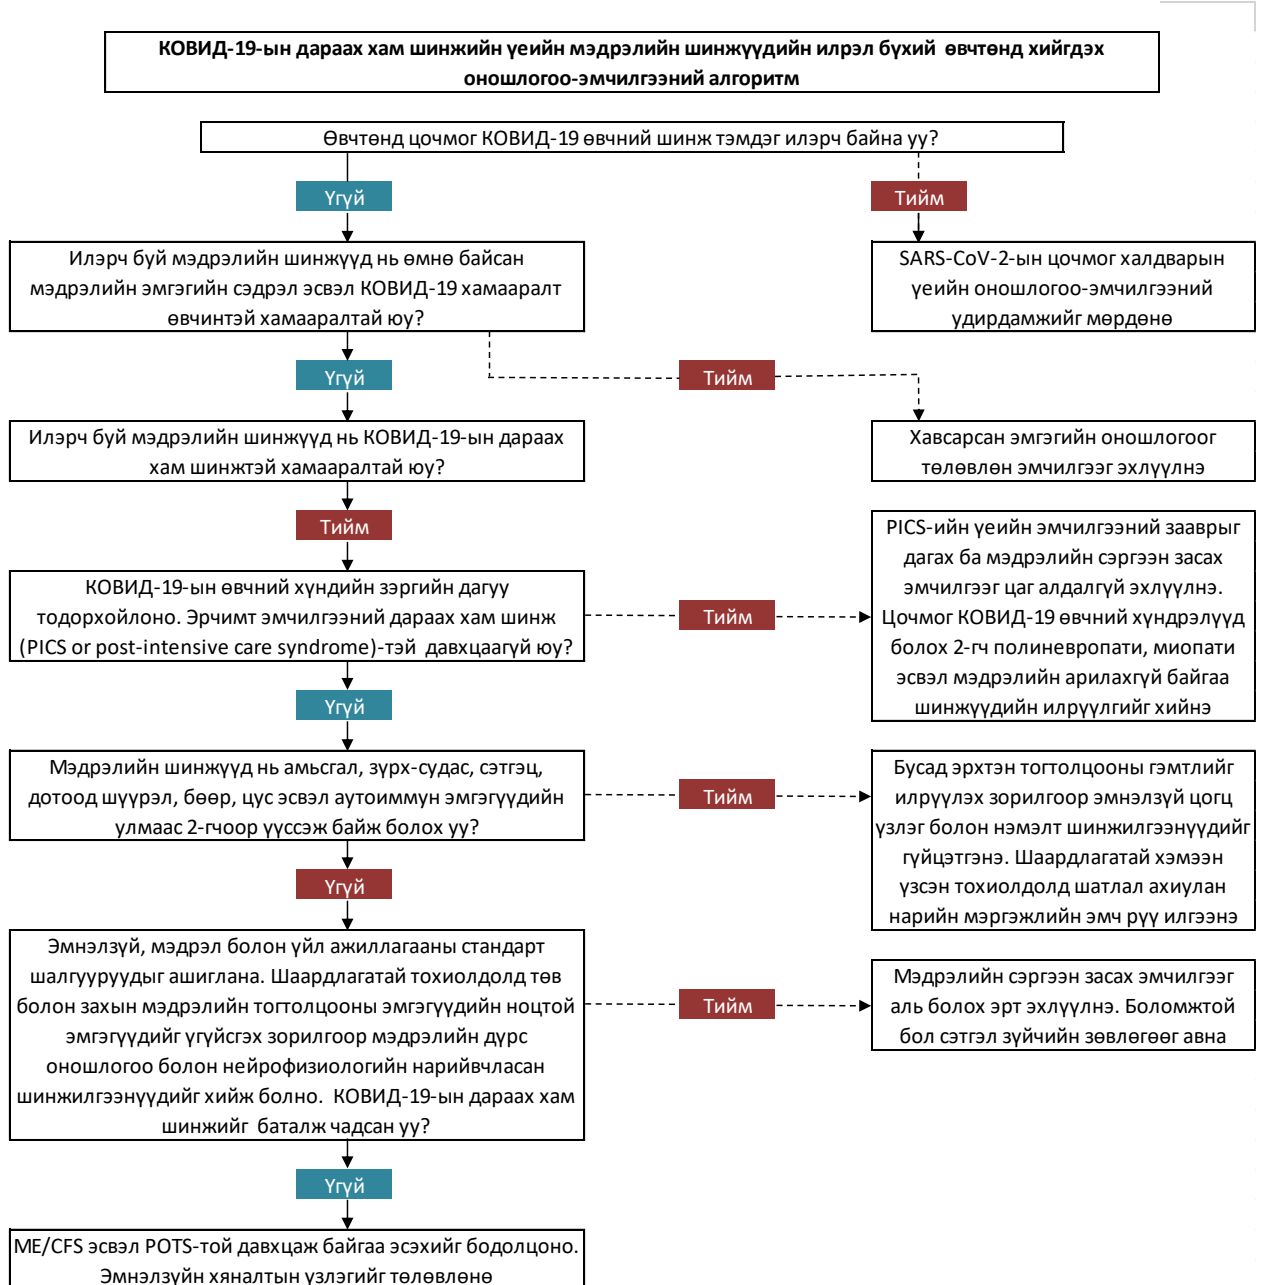 КОВИД-19-ын дараах хам шинжийн үеийн мэдрэлийн шинжүүдийн илрэл бүхий өвчтөнд хийгдэх
оношлогоо-эмчилгээний алгоритм
Өвчтөнд цочмог КОВИД-19 өвчний шинж тэмдэг илэрч байна уу?
Үгүй
Тийм
Илэрч буй мэдрэлийн шинжүүд нь өмнө байсан
мэдрэлийн эмгэгийн сэдрэл эсвэл КОВИД-19 хамааралт
өвчинтэй хамааралтай юу?
SARS-CoV-2-ын цочмог халдварын
үеийн оношлогоо-эмчилгээний
удирдамжийг мөрдөнө
Үгүй
Тийм
Илэрч буй мэдрэлийн шинжүүд нь КОВИД-19-ын дараах
хам шинжтэй хамааралтай юу?
Хавсарсан эмгэгийн оношлогоог
төлөвлөн эмчилгээг эхлүүлнэ
Тийм
КОВИД-19-ын өвчний хүндийн зэргийн дагуу
тодорхойлоно. Эрчимт эмчилгээний дараах хам шинж
(PICS or post-intensive care syndrome)-тэй давхцаагүй юу?
Тийм
PICS-ийн үеийн эмчилгээний зааврыг
дагах ба мэдрэлийн сэргээн засах
эмчилгээг цаг алдалгүй эхлүүлнэ.
Цочмог КОВИД-19 өвчний хүндрэлүүд
болох 2-гч полиневропати, миопати
эсвэл мэдрэлийн арилахгүй байгаа
шинжүүдийн илрүүлгийг хийнэ
Үгүй
Мэдрэлийн шинжүүд нь амьсгал, зүрх-судас, сэтгэц,
дотоод шүүрэл, бөөр, цус эсвэл аутоиммун эмгэгүүдийн
улмаас 2-гчоор үүссэж байж болох уу?
Тийм
Бусад эрхтэн тогтолцооны гэмтлийг
илрүүлэх зорилгоор эмнэлзүй цогц
үзлэг болон нэмэлт шинжилгээнүүдийг
гүйцэтгэнэ. Шаардлагатай хэмээн
үзсэн тохиолдолд шатлал ахиулан
нарийн мэргэжлийн эмч рүү илгээнэ
Үгүй
Эмнэлзүй, мэдрэл болон үйл ажиллагааны стандарт
шалгууруудыг ашиглана. Шаардлагатай тохиолдолд төв
болон захын мэдрэлийн тогтолцооны эмгэгүүдийн ноцтой
эмгэгүүдийг үгүйсгэх зорилгоор мэдрэлийн дүрс
оношлогоо болон нейрофизиологийн нарийвчласан
шинжилгээнүүдийг хийж болно. КОВИД-19-ын дараах хам
шинжийг баталж чадсан уу?
Тийм
Мэдрэлийн сэргээн засах эмчилгээг
аль болох эрт эхлүүлнэ. Боломжтой
бол сэтгэл зүйчийн зөвлөгөөг авна
Үгүй
ME/CFS эсвэл POTS-той давхцаж байгаа эсэхийг бодолцоно.
Эмнэлзүйн хяналтын үзлэгийг төлөвлөнө